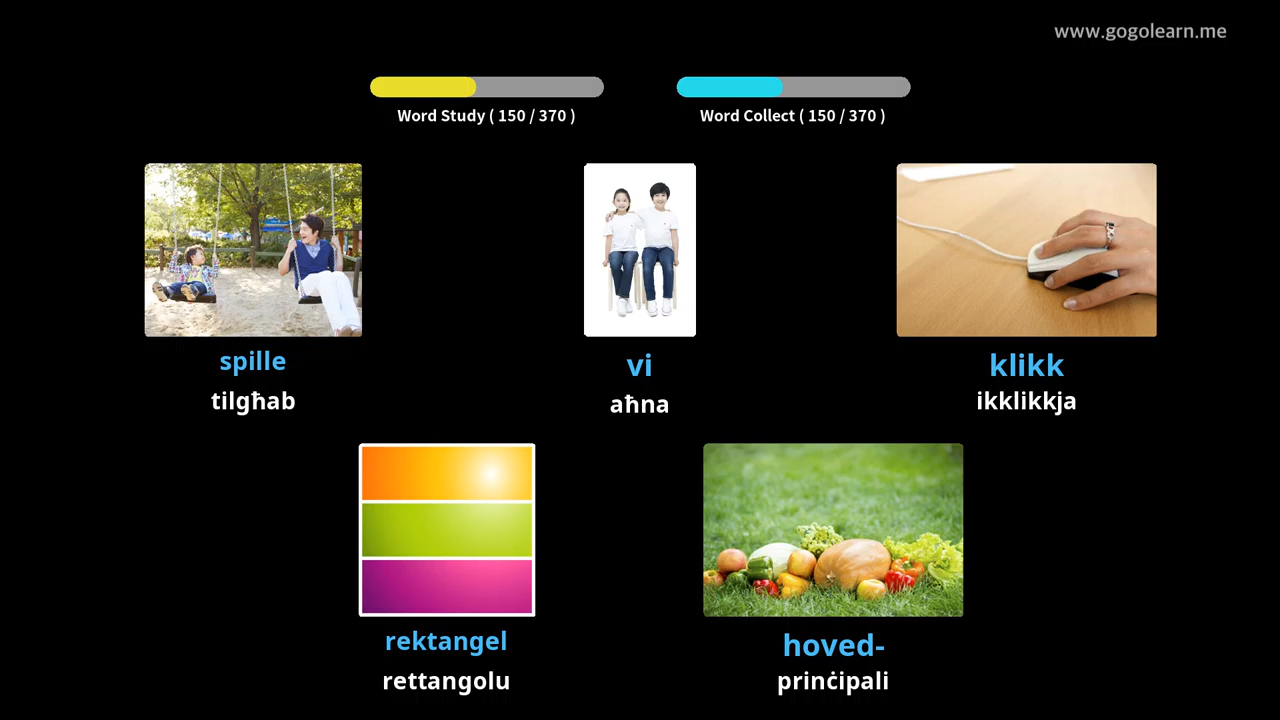 www.gogolearn.me
Word Study ( 150 / 370 )
Word Collect ( 150 / 370 )
spille
tilgħab
vi
aħna
klikk
ikklikkja
rektangel
rettangolu
hoved-
prinċipali